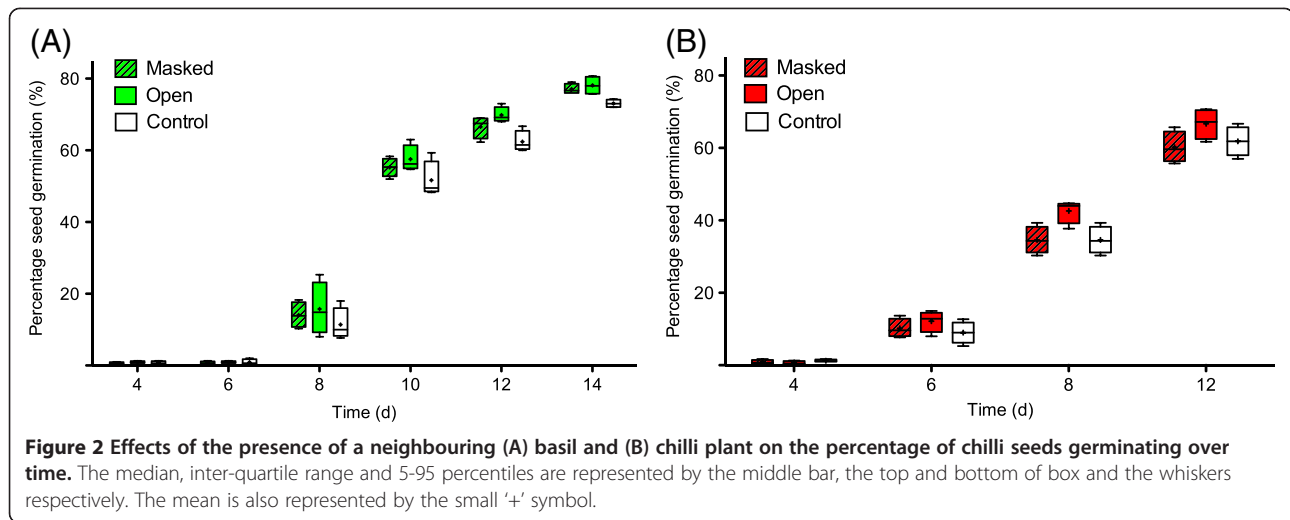 (A)
Masked
Open
Control
Percentage seed germination (%)
80
60
40
20
4 6 8 10 12 14
Time (d)
(B)
Masked
Open
Control
Percentage seed germination (%)
80
60
40
20
4 6 8 12
Time (d)
Figure 2 Effects of the presence of a neighbouring (A) basil and (B) chilli plant on the percentage of chilli seeds germinating over
time. The median, inter-quartile range and 5-95 percentiles are represented by the middle bar, the top and bottom of box and the whiskers
respectively. The mean is also represented by the small ‘+’ symbol.